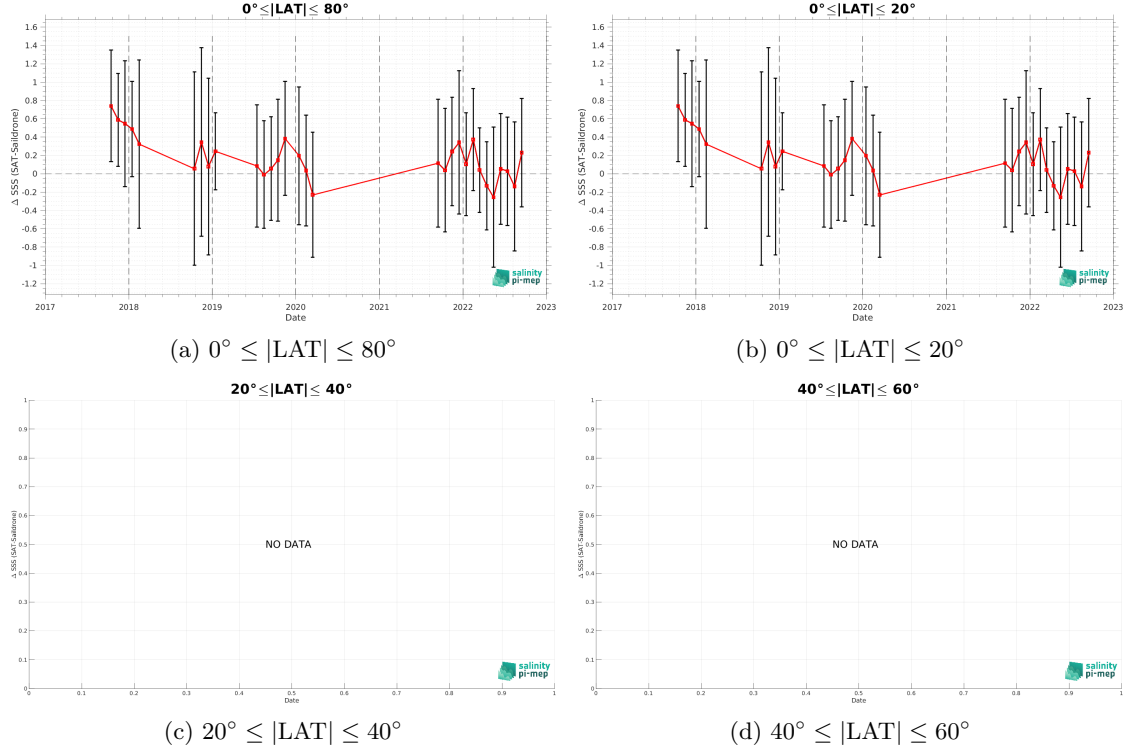 0°≤|LAT|≤ 80°
Δ SSS (SAT-Saildrone)
1.6
1.4
1.2
1
0.8
0.6
0.4
0.2
0
-0.2
-0.4
-0.6
-0.8
-1
-1.2
2017 2018 2019 2020 2021 2022 2023
Date
salinity
pi-mep
(a) 0° ≤ |LAT| ≤ 80°
0°≤|LAT|≤ 20°
Δ SSS (SAT-Saildrone)
1.6
1.4
1.2
1
0.8
0.6
0.4
0.2
0
-0.2
-0.4
-0.6
-0.8
-1
-1.2
2017 2018 2019 2020 2021 2022 2023
Date
salinity
pi-mep
(b) 0° ≤ |LAT| ≤ 20°
20°≤|LAT|≤ 40°
Δ SSS (SAT-Saildrone)
1
0.9
0.8
0.7
0.6
0.5
0.4
0.3
0.2
0.1
0
NO DATA
0 0.1 0.2 0.3 0.4 0.5 0.6 0.7 0.8 0.9 1
Date
salinity
pi-mep
(c) 20° ≤ |LAT| ≤ 40°
40°≤|LAT|≤ 60°
Δ SSS (SAT-Saildrone)
1
0.9
0.8
0.7
0.6
0.5
0.4
0.3
0.2
0.1
0
NO DATA
0 0.1 0.2 0.3 0.4 0.5 0.6 0.7 0.8 0.9 1
Date
salinity
pi-mep
(d) 40° ≤ |LAT| ≤ 60°